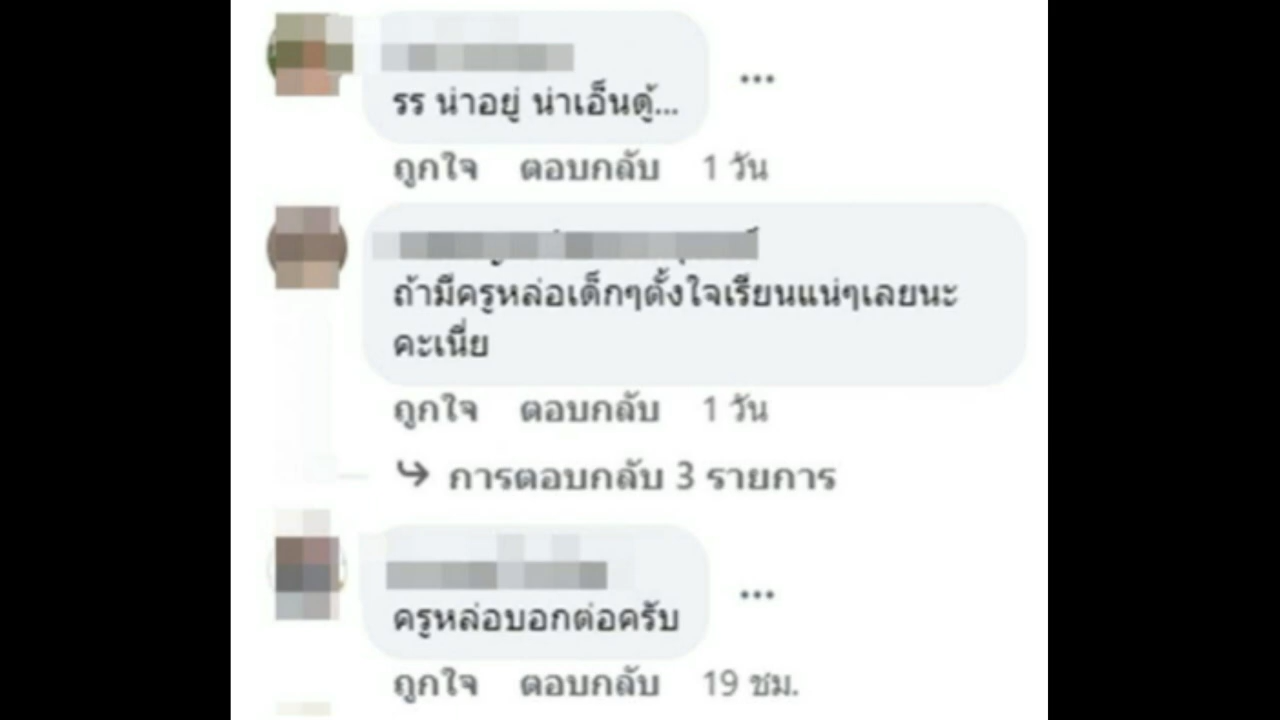 รร น่าอยู่ น่าเอ็นดู้...
ถูกใจ ตอบกลับ 1 วัน
ถ้ามีครูหล่อเด็กๆตั้งใจเรียนแน่ๆเลยนะ
คะเนี่ย
ถูกใจ ตอบกลับ 1 วัน
การตอบกลับ 3 รายการ
ครูหล่อบอกต่อครับ
ถูกใจ ตอบกลับ 19 ชม.